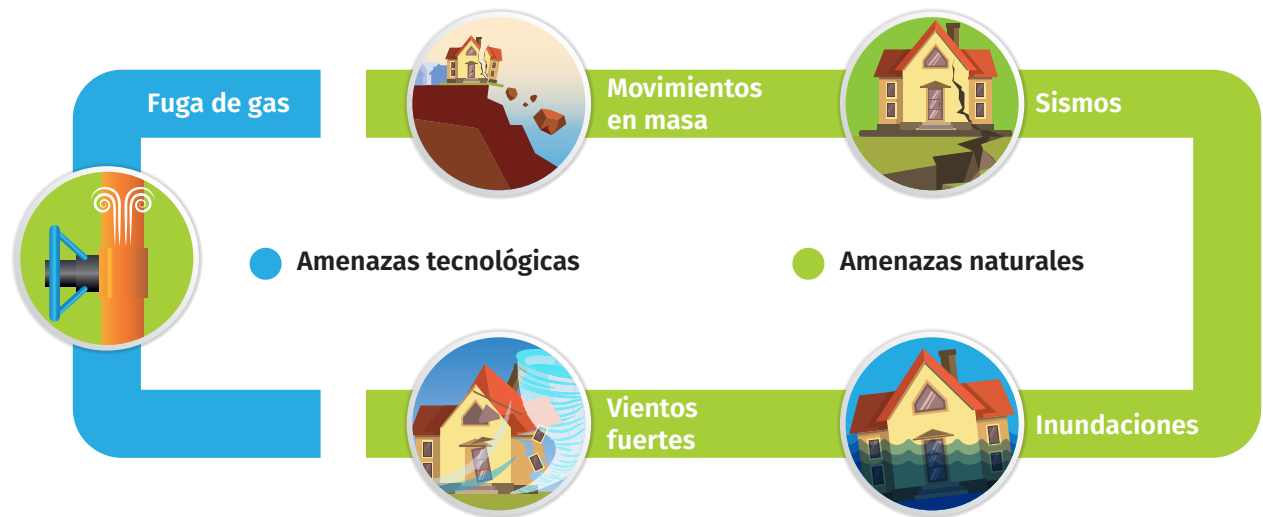 Fuga de gas
Movimientos
en masa
Sismos
Amenazas tecnológicas
Amenazas naturales
Vientos
fuertes
Inundaciones